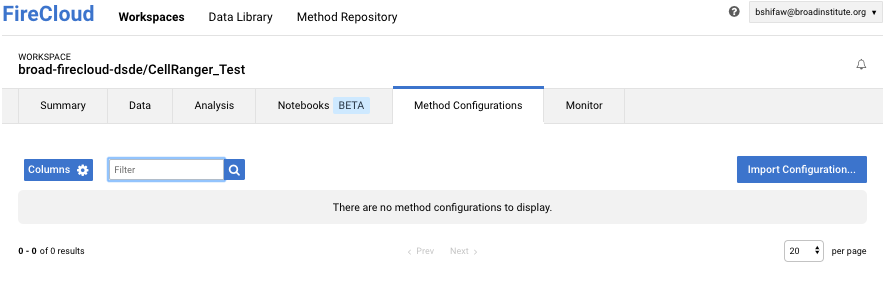 FireCloud Workspaces Data Library Method Repository bshifaw@broadinstitute.org
WORKSPACE
broad-firecloud-dsde/CellRanger_Test
Summary Data Analysis Notebooks BETA Method Configurations Monitor
Columns Filter Import Configuration...
There are no method configurations to display.
0 - 0 of 0 results Prev Next 20 per page